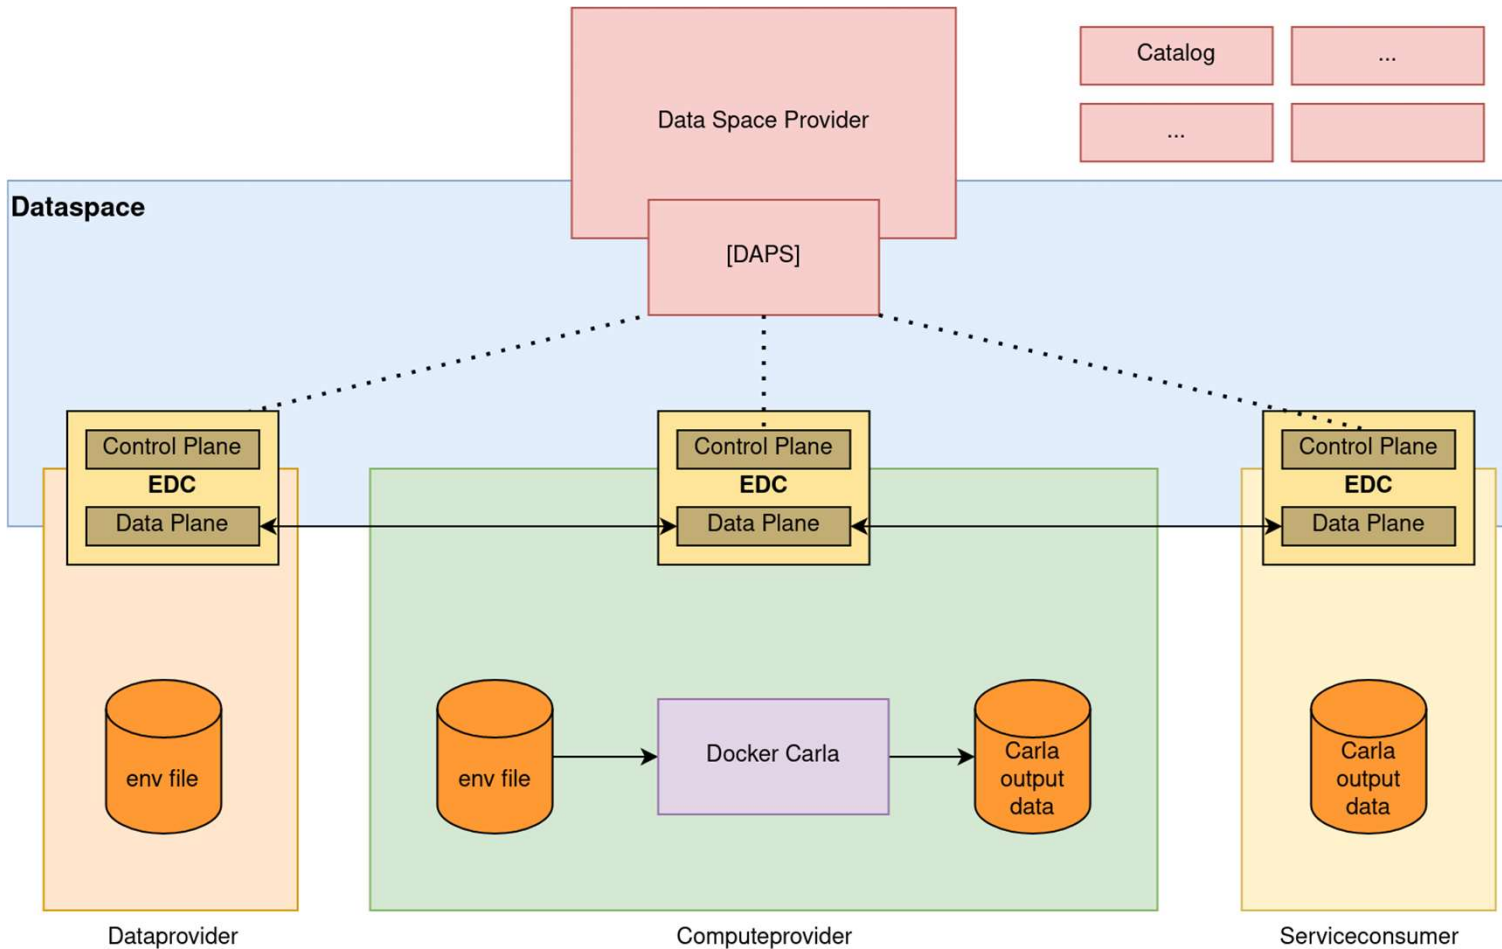 Data Space Provider
Catalog
...
...
Dataspace
[DAPS]
Control Plane
EDC
Data Plane
Control Plane
EDC
Data Plane
Control Plane
EDC
Data Plane
env file
env file
Docker Carla
Carla
output
data
Carla
output
data
Dataprovider
Computeprovider
Serviceconsumer